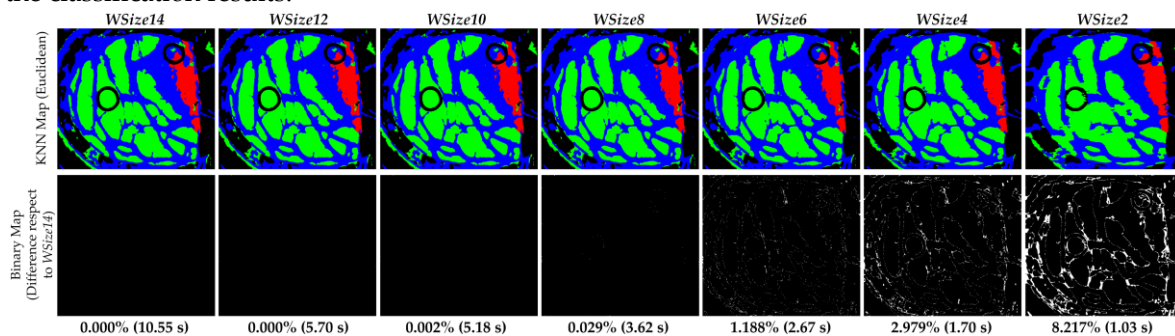 the classification results.
WSize14 WSize12 WSize10 WSize8 WSize6 WSize4 WSize2
KNN Map (Euclidean)
Binary Map
(Difference respect
to WSize14)
0.000% (10.55 s) 0.000% (5.70 s) 0.002% (5.18 s) 0.029% (3.62 s) 1.188% (2.67 s) 2.979% (1.70 s) 8.217% (1.03 s)